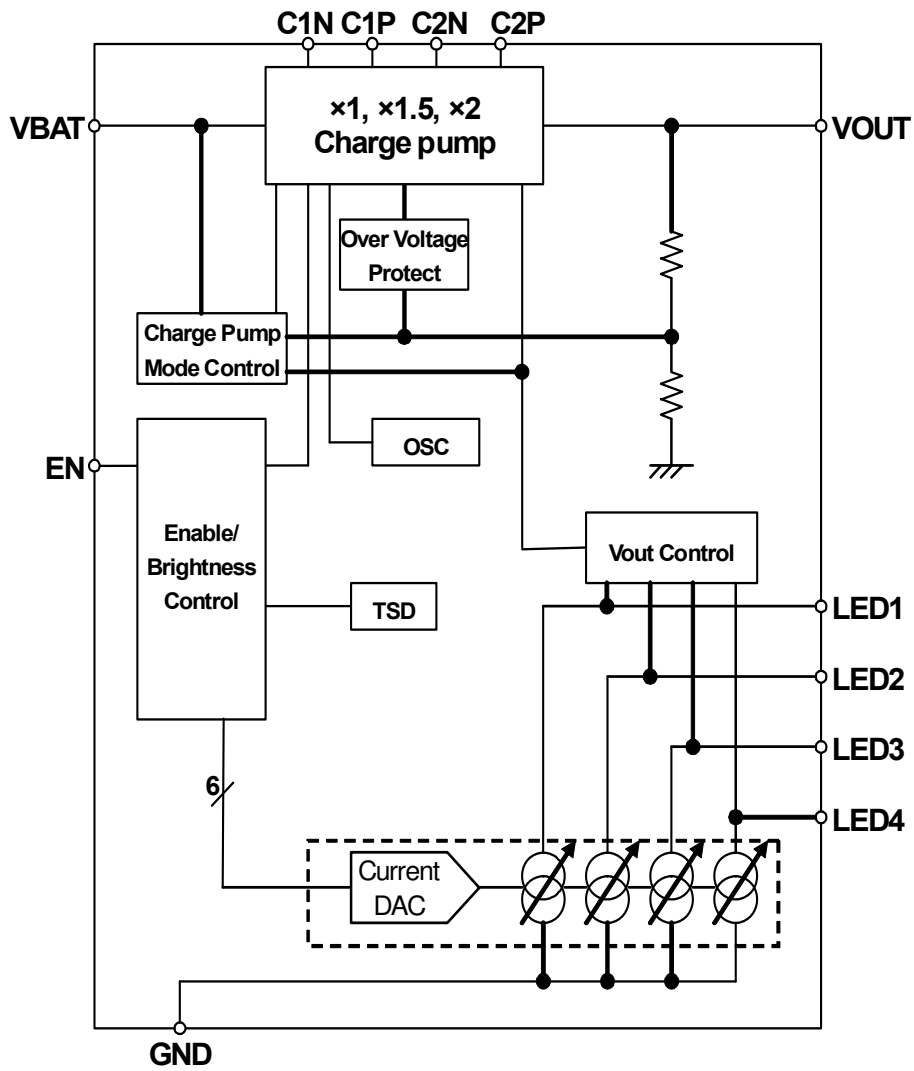 C1N C1P C2N C2P
×1, ×1.5, ×2
Charge pump
VBAT
VOUT
Over Voltage
Protect
Charge Pump
Mode Control
OSC
EN
Enable/
Brightness
Control
Vout Control
TSD
LED1
LED2
LED3
LED4
6
Current
DAC
GND